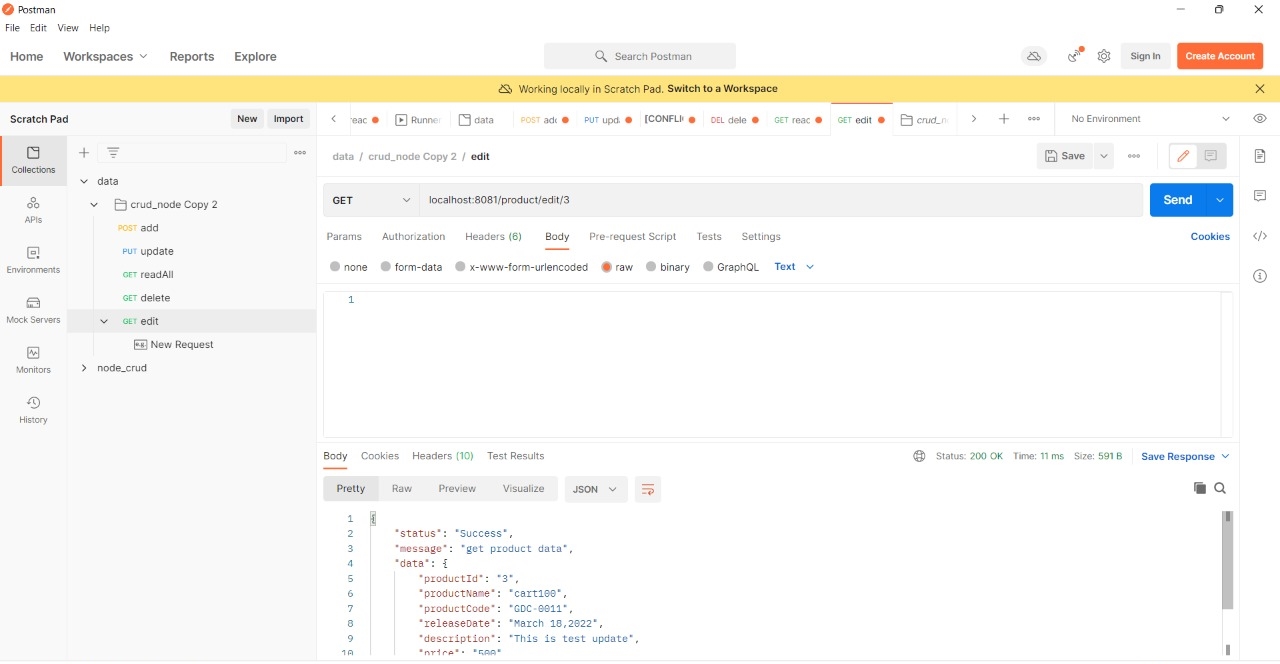 Postman
File Edit View Help
Home Workspaces Reports Explore Search Postman Sign In Create Account
Working locally in Scratch Pad. Switch to a Workspace
Scratch Pad New Import
Runner data POST PUT [CONFLI DEL dele GET reac GET edit No Environment
data / crud_node Copy 2 / edit Save
Collections
APIs
Environments
Mock Servers
Monitors
History
data
crud_node Copy 2
POST add
PUT update
GET readAll
GET delete
GET edit
New Request
node_crud
GET localhost:8081/product/edit/3 Send
Params Authorization Headers (6) Body Pre-request Script Tests Settings Cookies
none form-data x-www-form-urlencoded raw binary GraphQL Text
1
Body Cookies Headers (10) Test Results Status: 200 OK Time: 11 ms Size: 591 B Save Response
Pretty Raw Preview Visualize JSON
1 {
2 "status": "Success",
3 "message": "get product data",
4 "data": {
5 "productId": "3",
6 "productName": "cart100",
7 "productCode": "GDC-0011",
8 "releaseDate": "March 18,2022",
9 "description": "This is test update",
10 "price": "500"